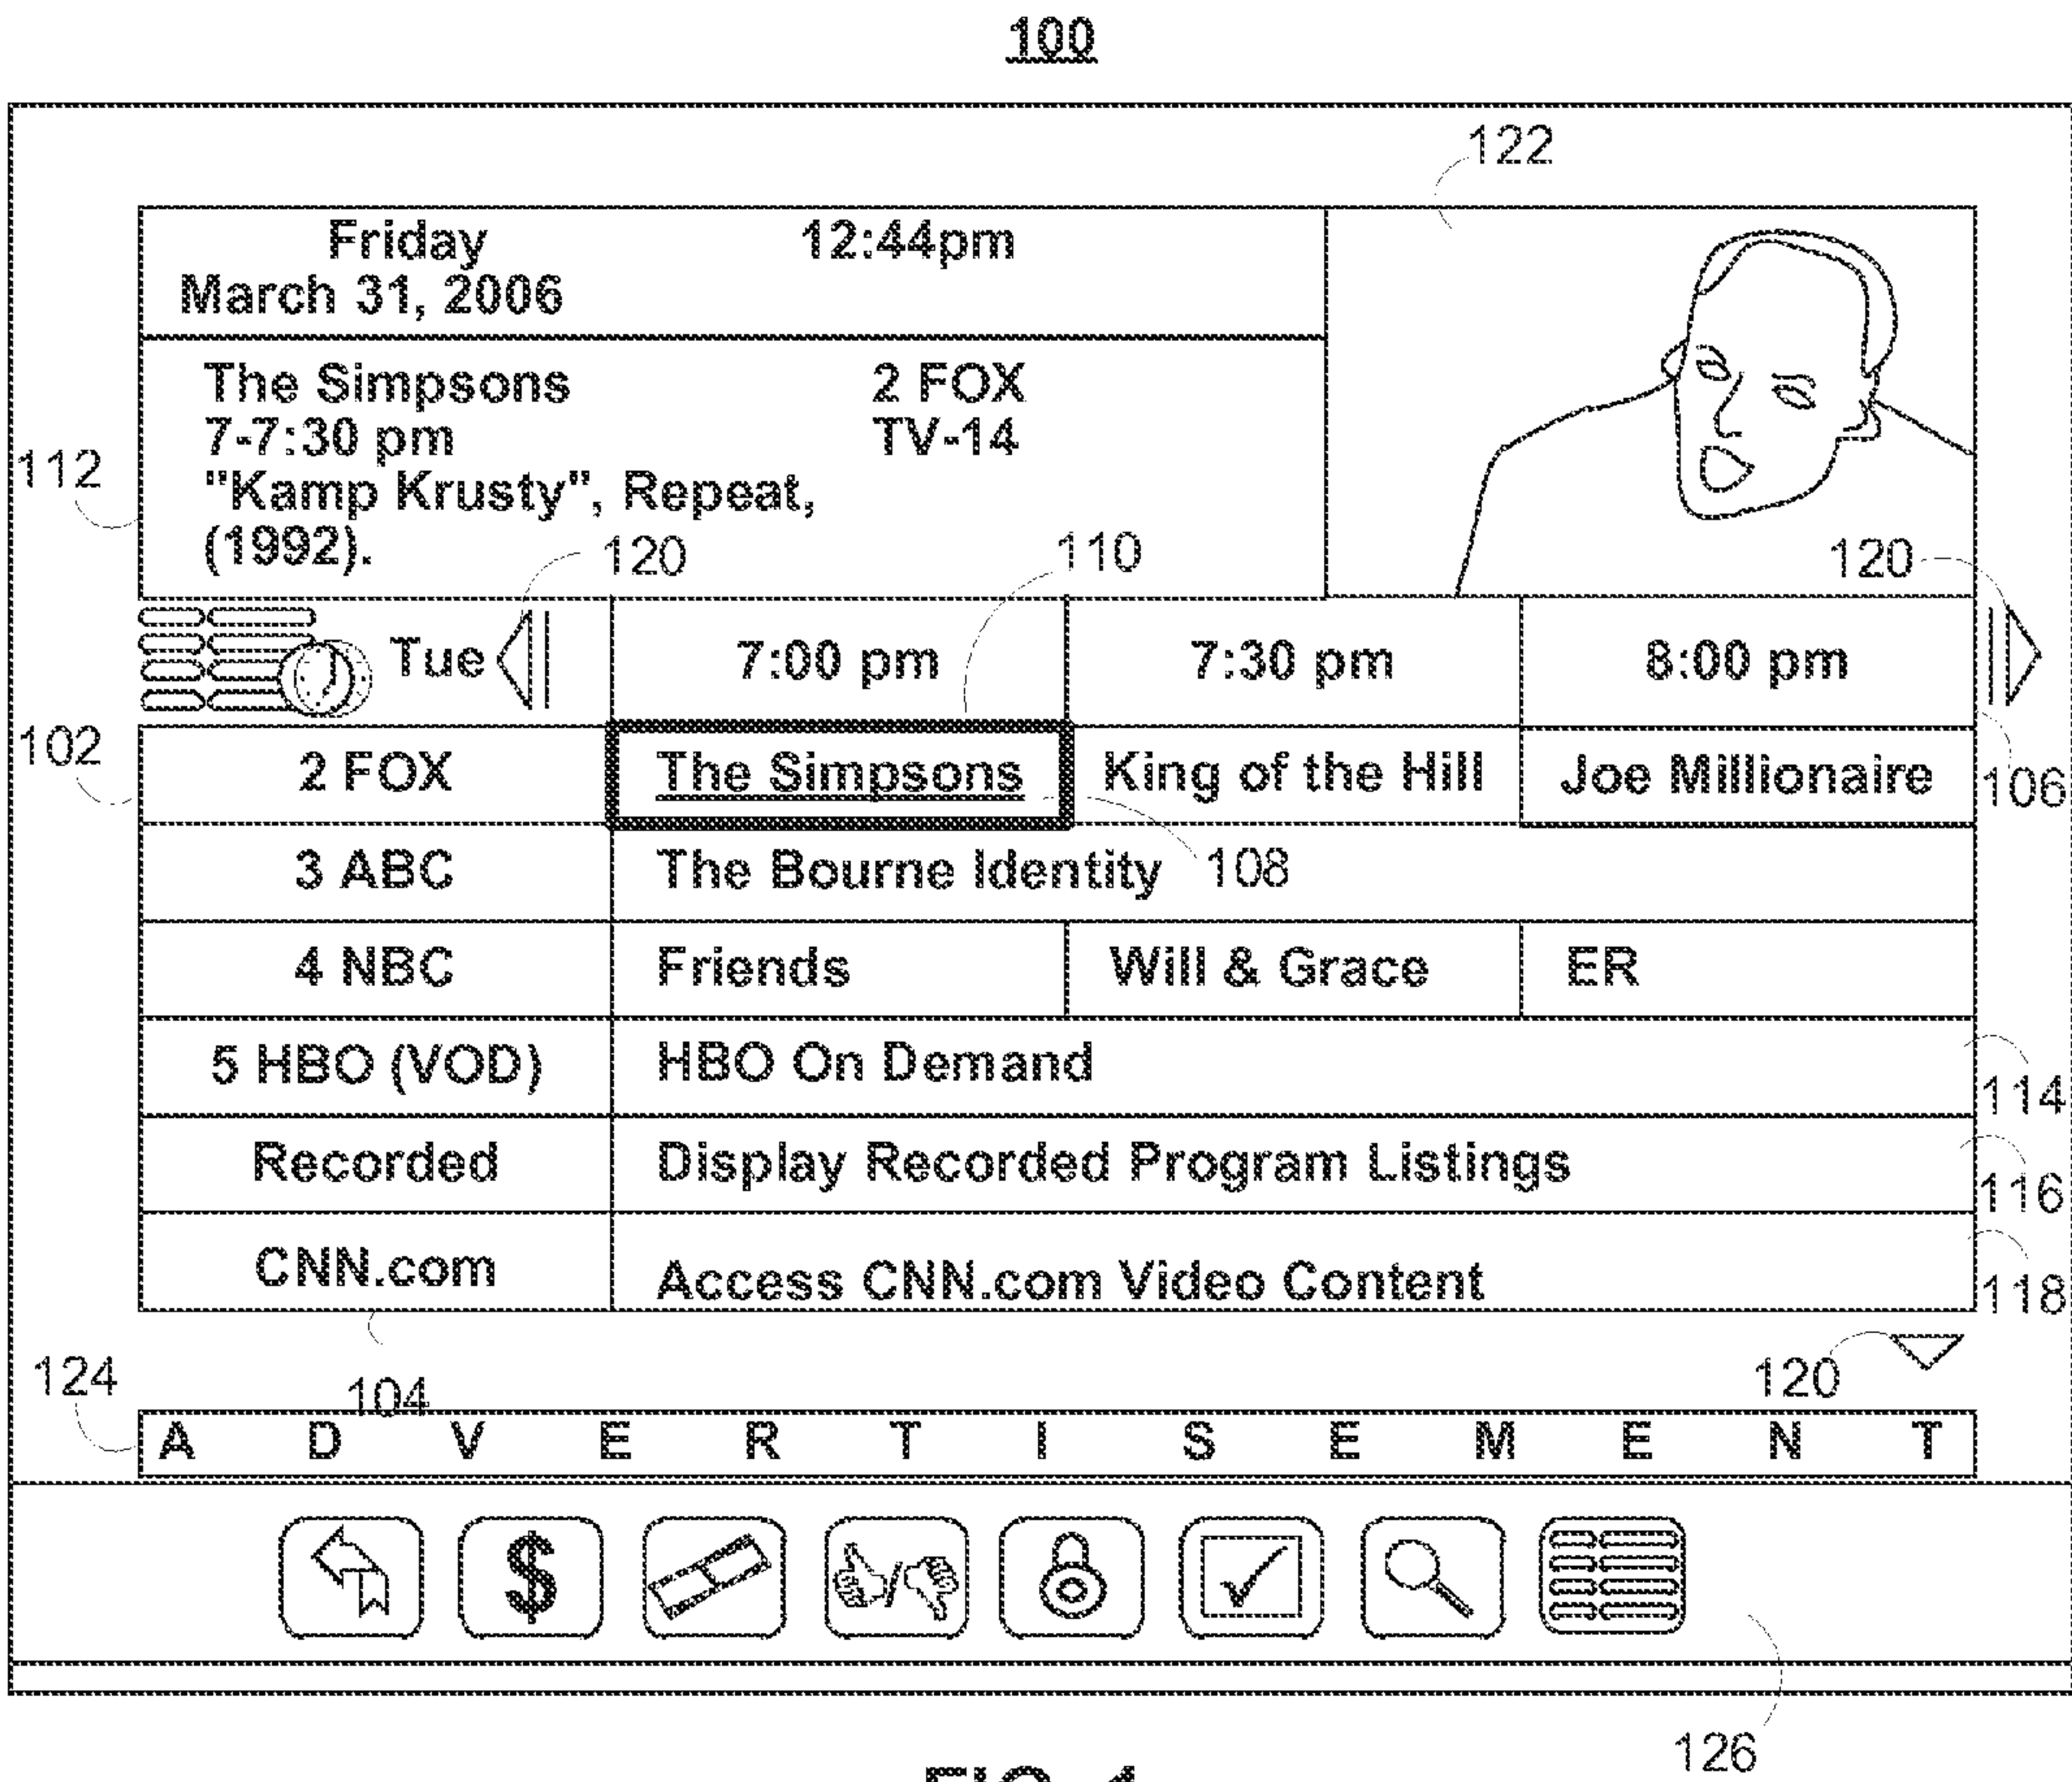 100
122
Friday 12:44pm
March 31, 2006
The Simpsons 2 FOX
7-7:30 pm TV-14
112
"Kamp Krusty", Repeat,
(1992).
120 110 120
Tue 7:00 pm 7:30 pm 8:00 pm
102
2 FOX The Simpsons King of the Hill Joe Millionaire
106
3 ABC The Bourne Identity 108
4 NBC Friends Will & Grace ER
5 HBO (VOD) HBO On Demand
114
Recorded Display Recorded Program Listings
116
CNN.com Access CNN.com Video Content
118
124 104 120
A D V E R T I S E M E N T
$
126
FIG. 1